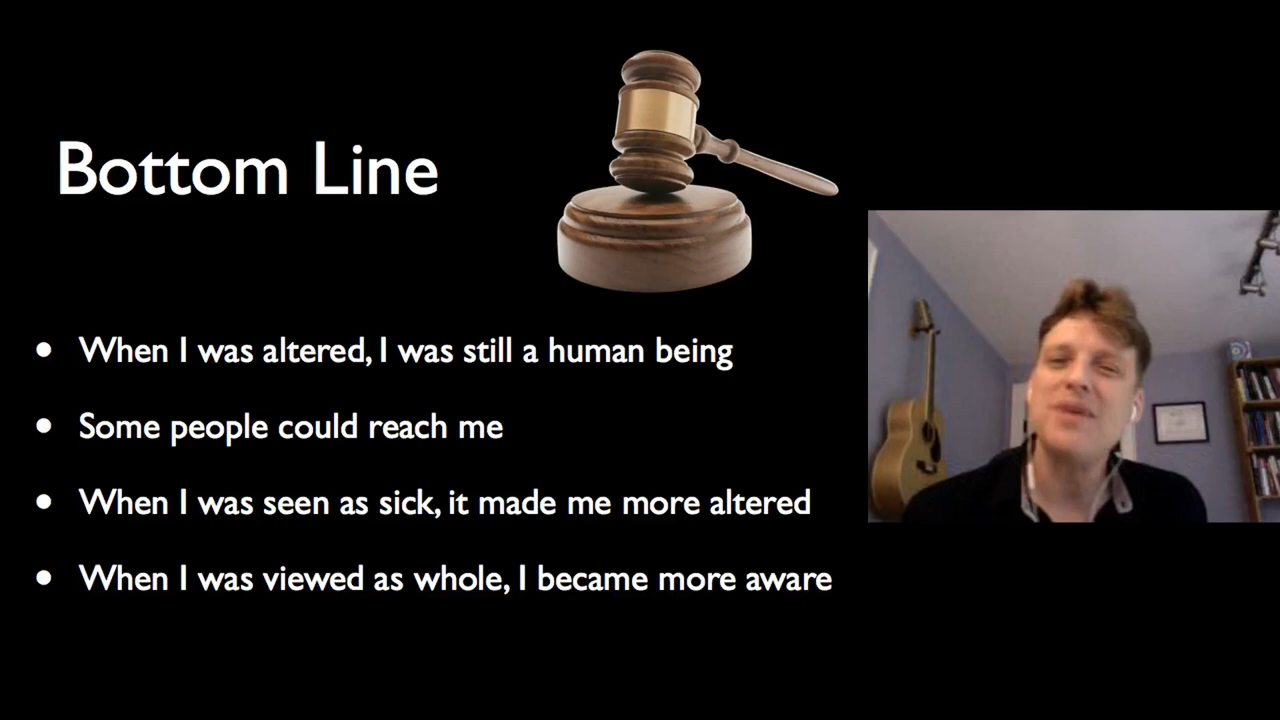 Bottom Line
• When I was altered, I was still a human being
• Some people could reach me
• When I was seen as sick, it made me more altered
• When I was viewed as whole, I became more aware